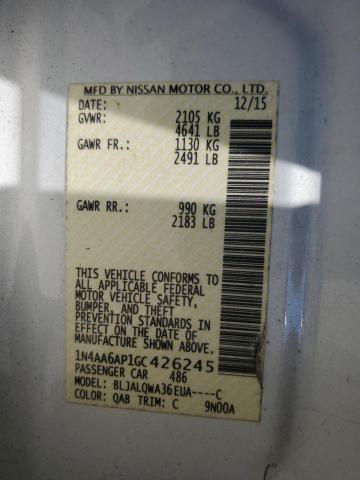 MFD BY NISSAN MOTOR CO., LTD.
DATE: 12/15
GVWR: 2105 KG
4641 LB
GAWR FR.: 1130 KG
2491 LB
GAWR RR.: 990 KG
2183 LB
THIS VEHICLE CONFORMS TO
ALL APPLICABLE FEDERAL
MOTOR VEHICLE SAFETY,
BUMPER, AND THEFT
PREVENTION STANDARDS IN
EFFECT ON THE DATE OF
MANUFACTURE SHOWN ABOVE.
1N4AA6AP1GC426245
PASSENGER CAR 486
MODEL: BLJALQWA36EUA----C
COLOR: QAB TRIM: C 9N00A